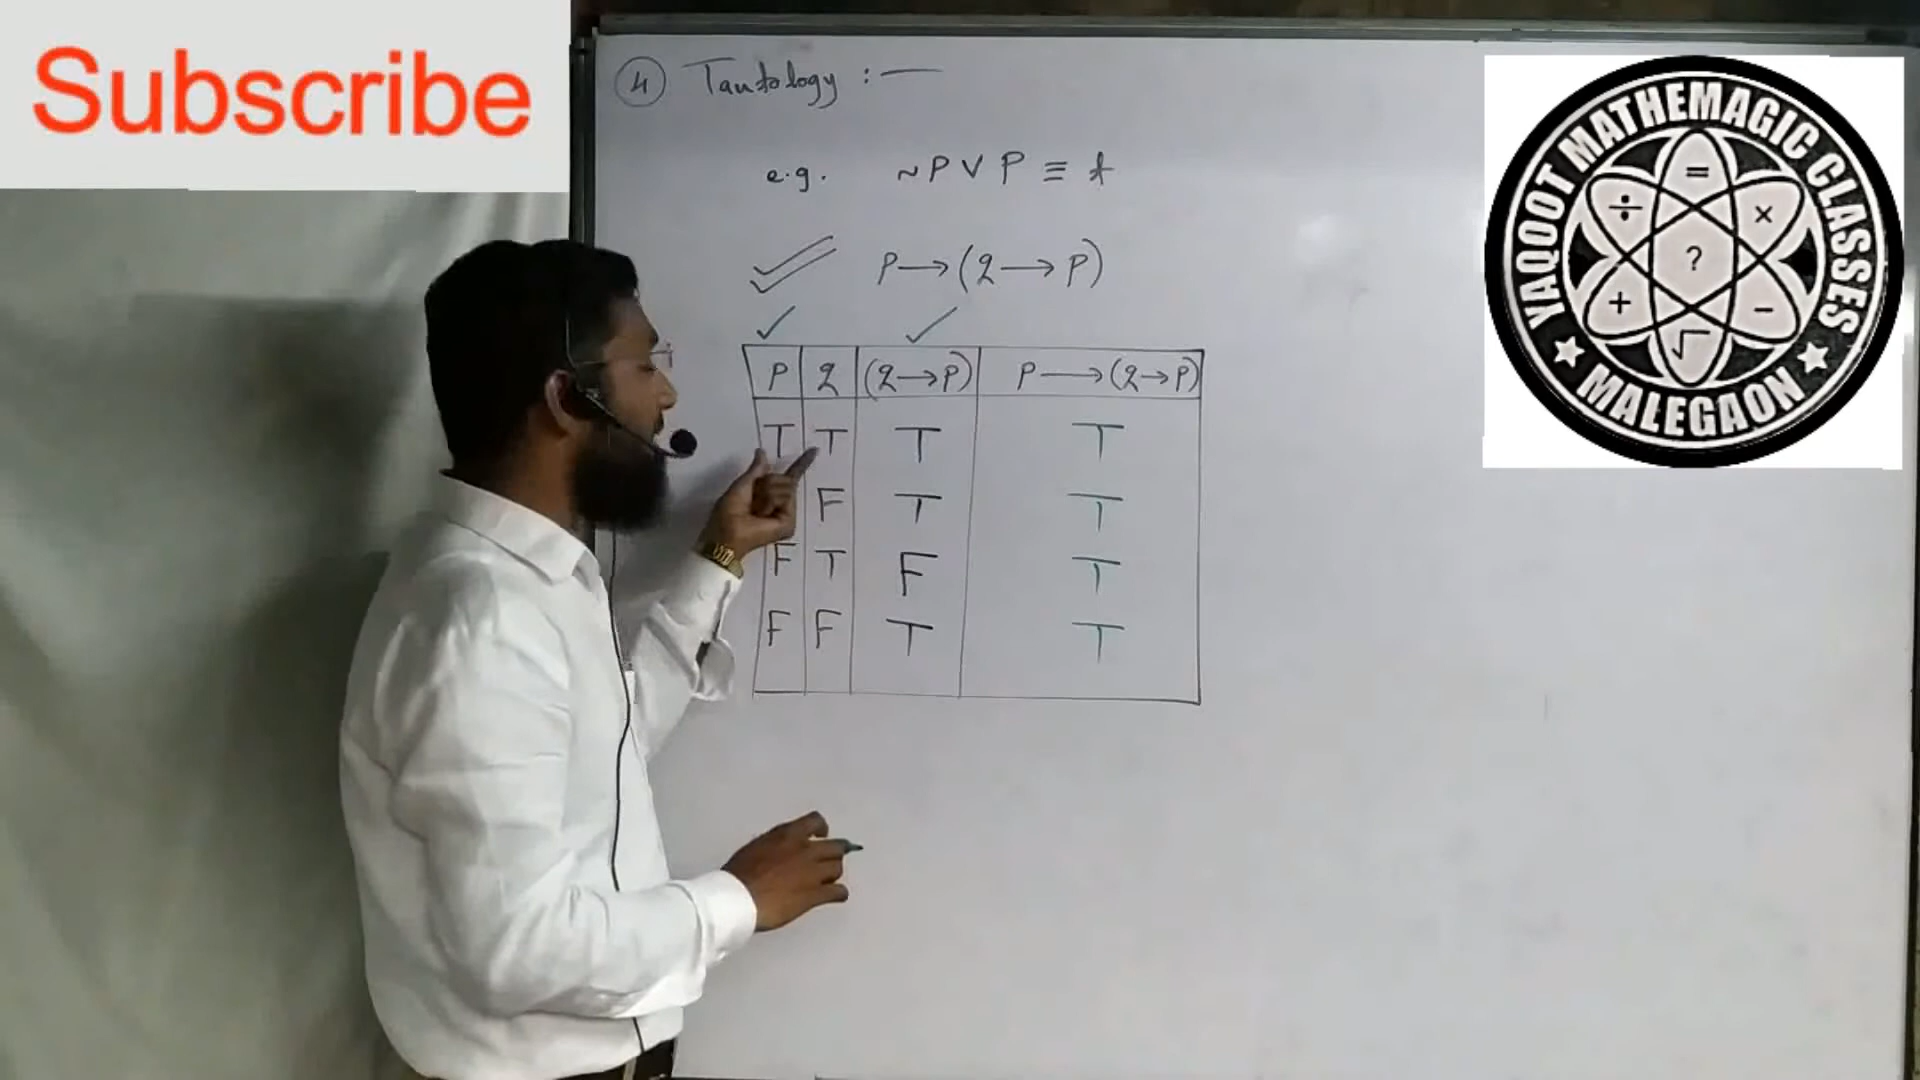 Subscribe
4 Tautology : —
e.g. ~P ∨ P ≡ t
P → (q → P)
P q (q → P) P → (q → P)
T T T T
F T T
F T F T
F F T T
YAQOOT MATHEMAGIC CLASSES
= ÷ × ? + − √
★ MALEGAON ★